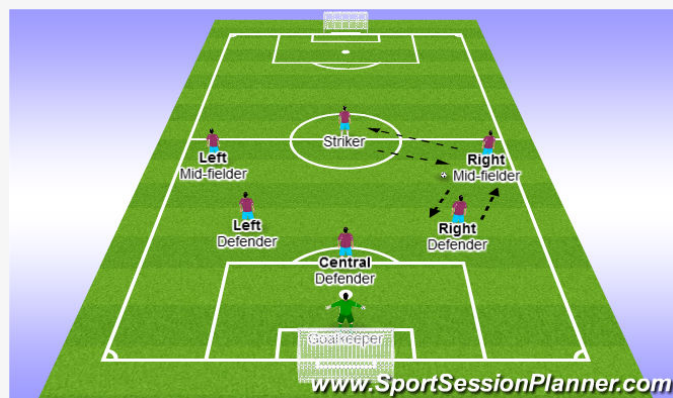 Striker
Left
Mid-fielder
Right
Mid-fielder
Left
Defender
Right
Defender
Central
Defender
Goalkeeper
www.SportSessionPlanner.com